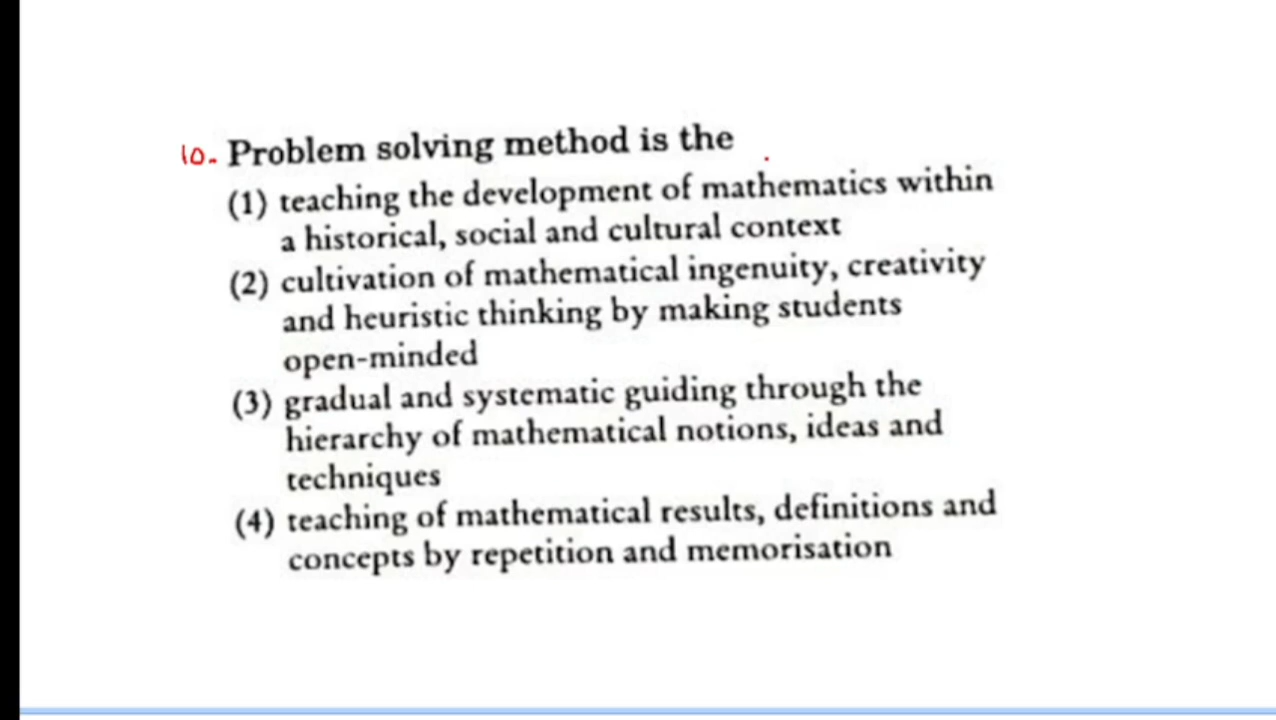 10. Problem solving method is the
(1) teaching the development of mathematics within
a historical, social and cultural context
(2) cultivation of mathematical ingenuity, creativity
and heuristic thinking by making students
open-minded
(3) gradual and systematic guiding through the
hierarchy of mathematical notions, ideas and
techniques
(4) teaching of mathematical results, definitions and
concepts by repetition and memorisation